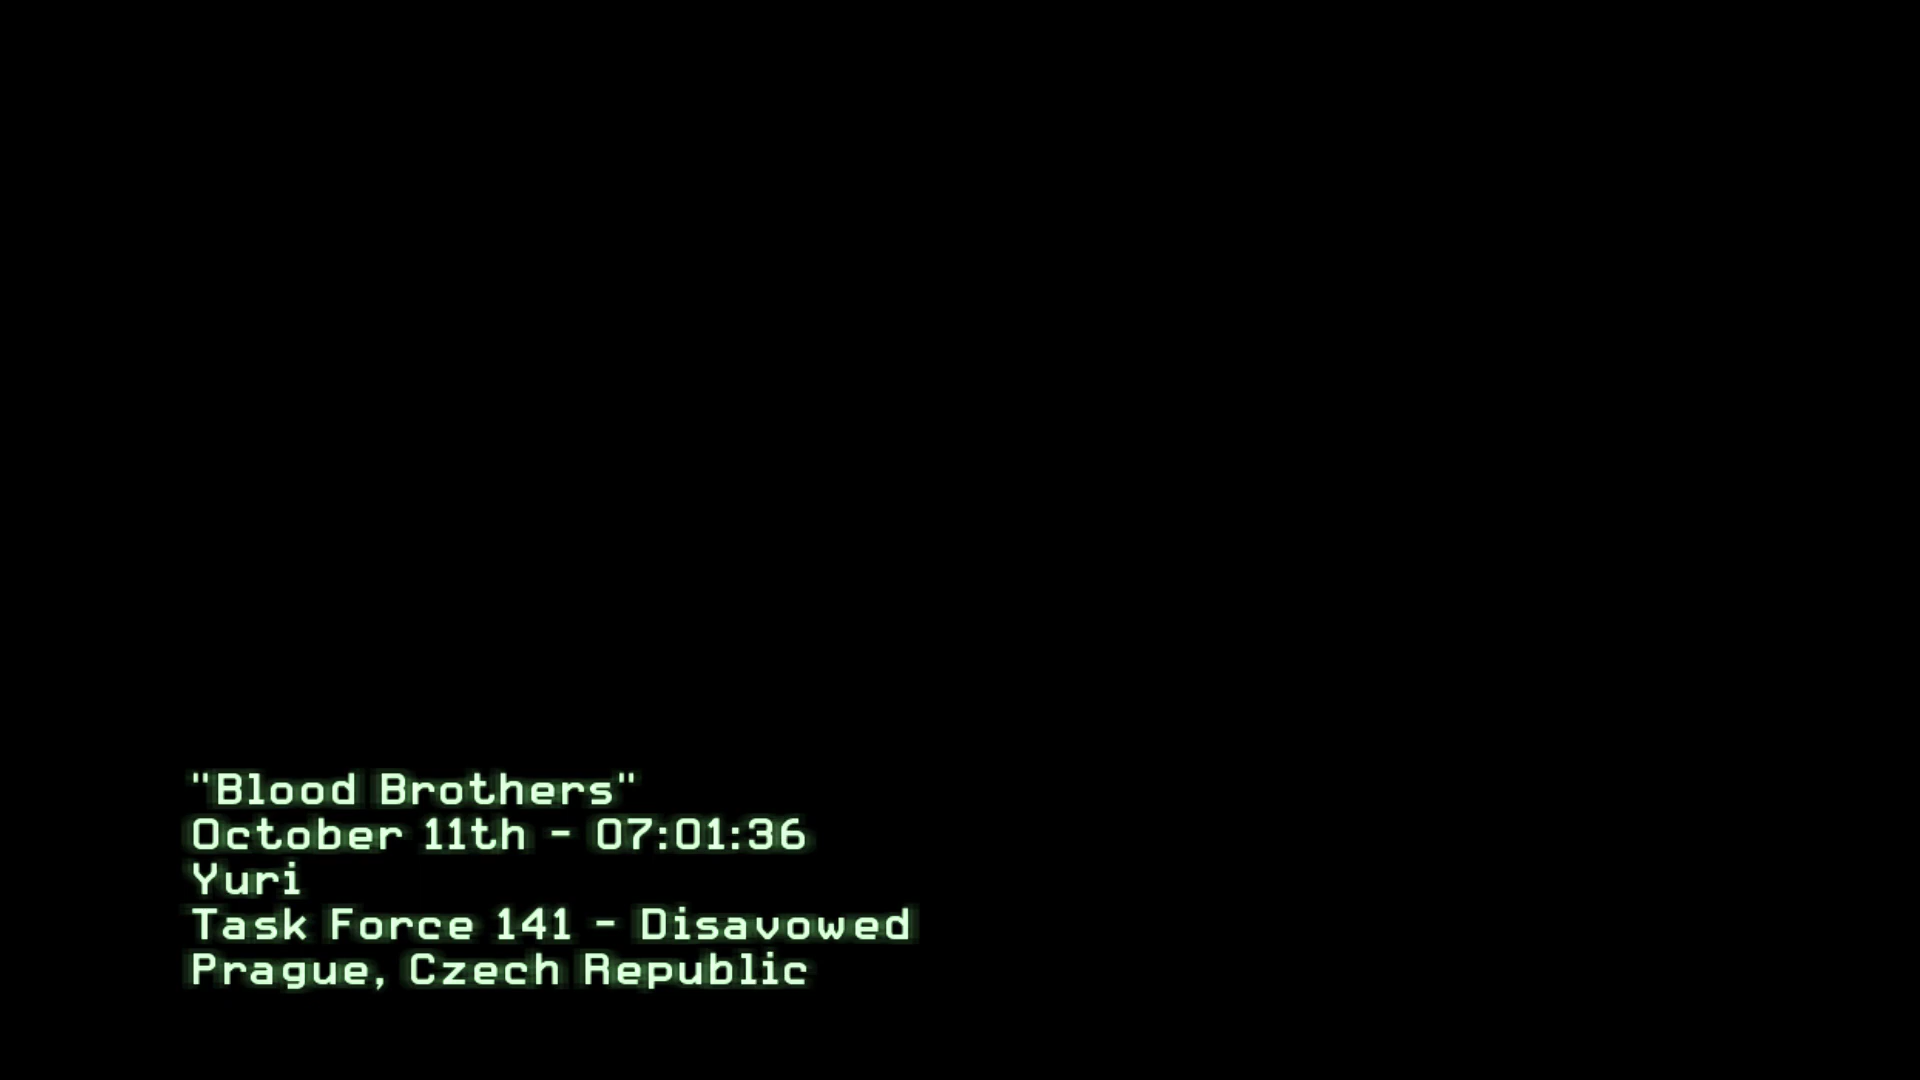 "Blood Brothers"
October 11th - 07:01:36
Yuri
Task Force 141 - Disavowed
Prague, Czech Republic